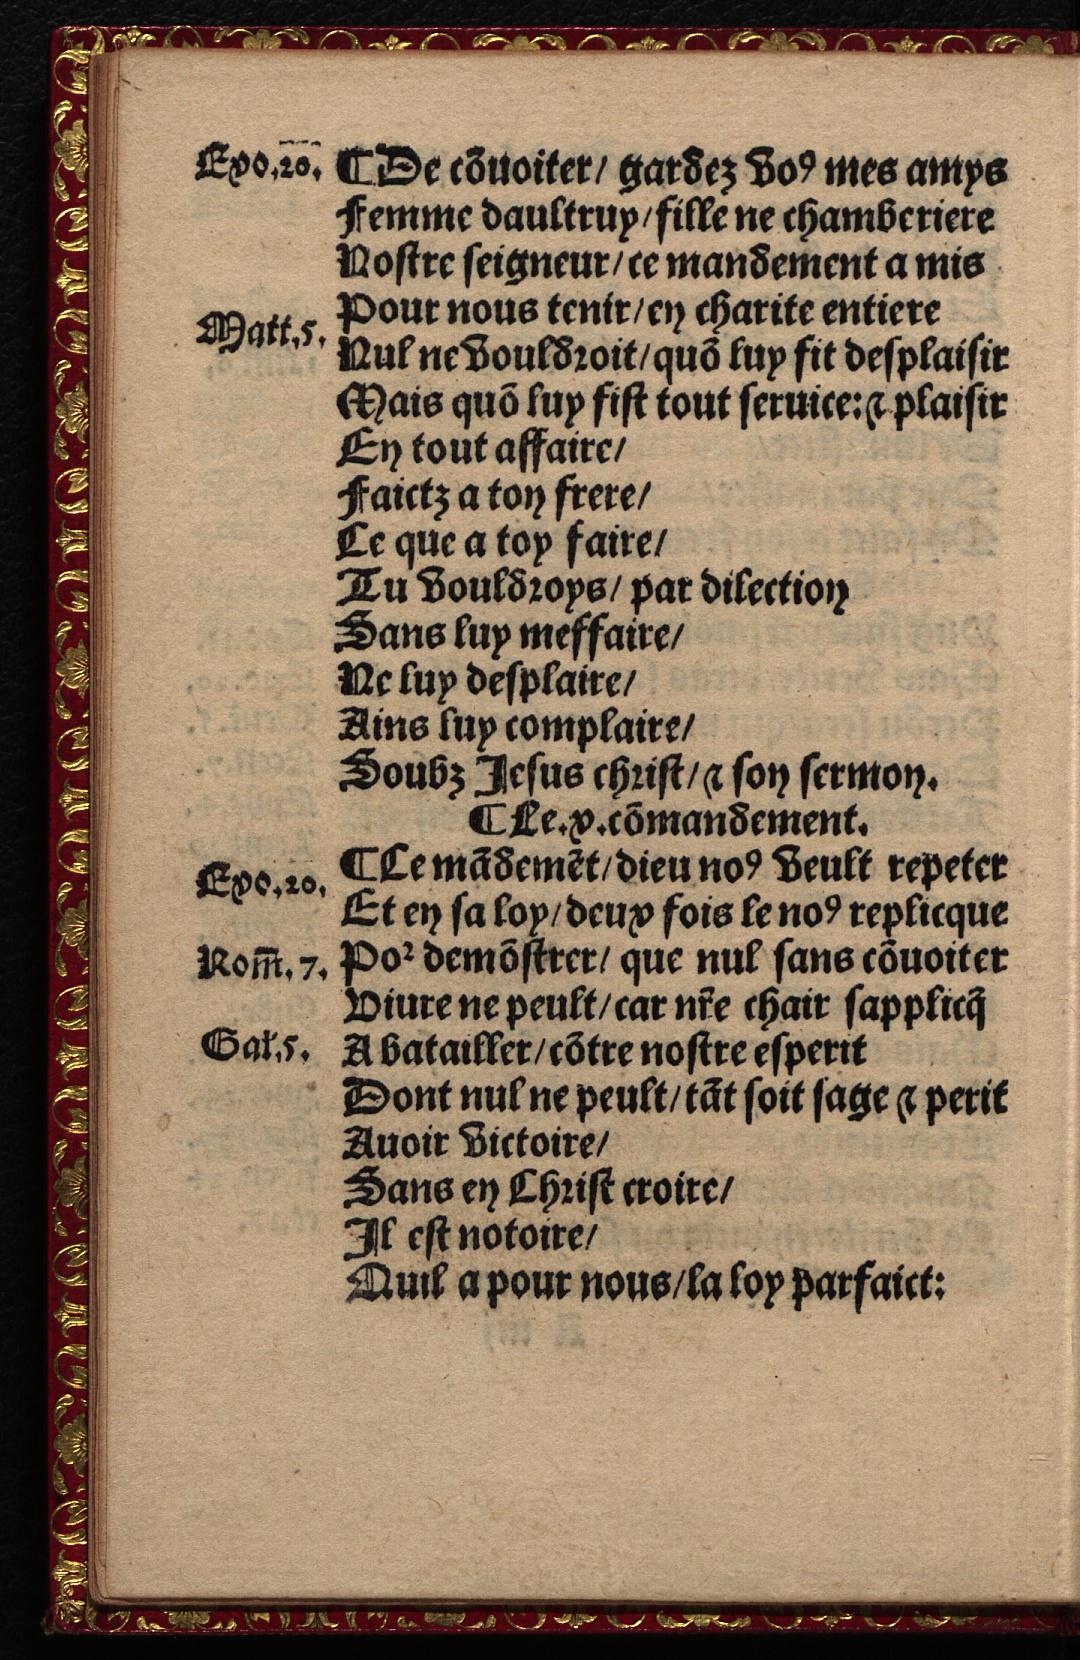 Exo.20. ⁋De cõuoiter/ gardez voꝰ mes amys
Femme daultruy/fille ne chamberiere
Nostre seigneur/ce mandement a mis
Pour nous tenir/en charite entiere
Matt.5. Nul ne vouldroit/quõ luy fit desplaisir
Mais quõ luy fist tout seruice: ⁊ plaisir
En tout affaire/
Faictz a ton frere/
Ce que a toy faire/
Tu vouldroys/ par dilection
Sans luy meffaire/
Ne luy desplaire/
Ains luy complaire/
Soubz Jesus christ/⁊ son sermon.
⁋Le.x.cõmandement.
Exo.20. ⁋Le mãdemẽt/dieu noꝰ veult repeter
Et en sa loy/deux fois le noꝰ replicque
Rom̃.7. Poᷣ demõstrer/ que nul sans cõuoiter
Viure ne peult/car nr̃e chair sapplicq̃
Gal.5. A batailler/cõtre nostre esperit
Dont nul ne peult/tãt soit sage ⁊ perit
Auoir victoire/
Sans en Christ croire/
Il est notoire/
Quil a pour nous/la loy ꝑarfaict: